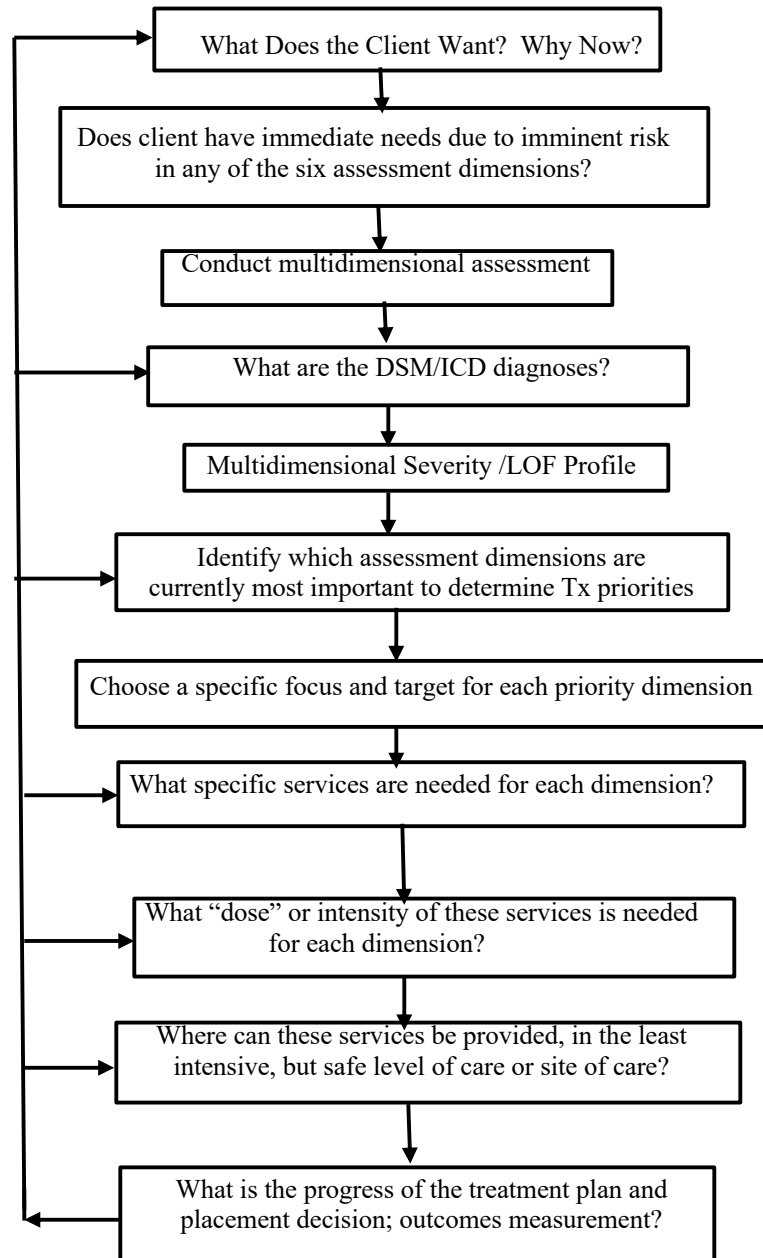 What Does the Client Want?  Why Now?
Does client have immediate needs due to imminent risk
in any of the six assessment dimensions?
Conduct multidimensional assessment
What are the DSM/ICD diagnoses?
Multidimensional Severity /LOF Profile
Identify which assessment dimensions are
currently most important to determine Tx priorities
Choose a specific focus and target for each priority dimension
What specific services are needed for each dimension?
What “dose” or intensity of these services is needed
for each dimension?
Where can these services be provided, in the least
intensive, but safe level of care or site of care?
What is the progress of the treatment plan and
placement decision; outcomes measurement?